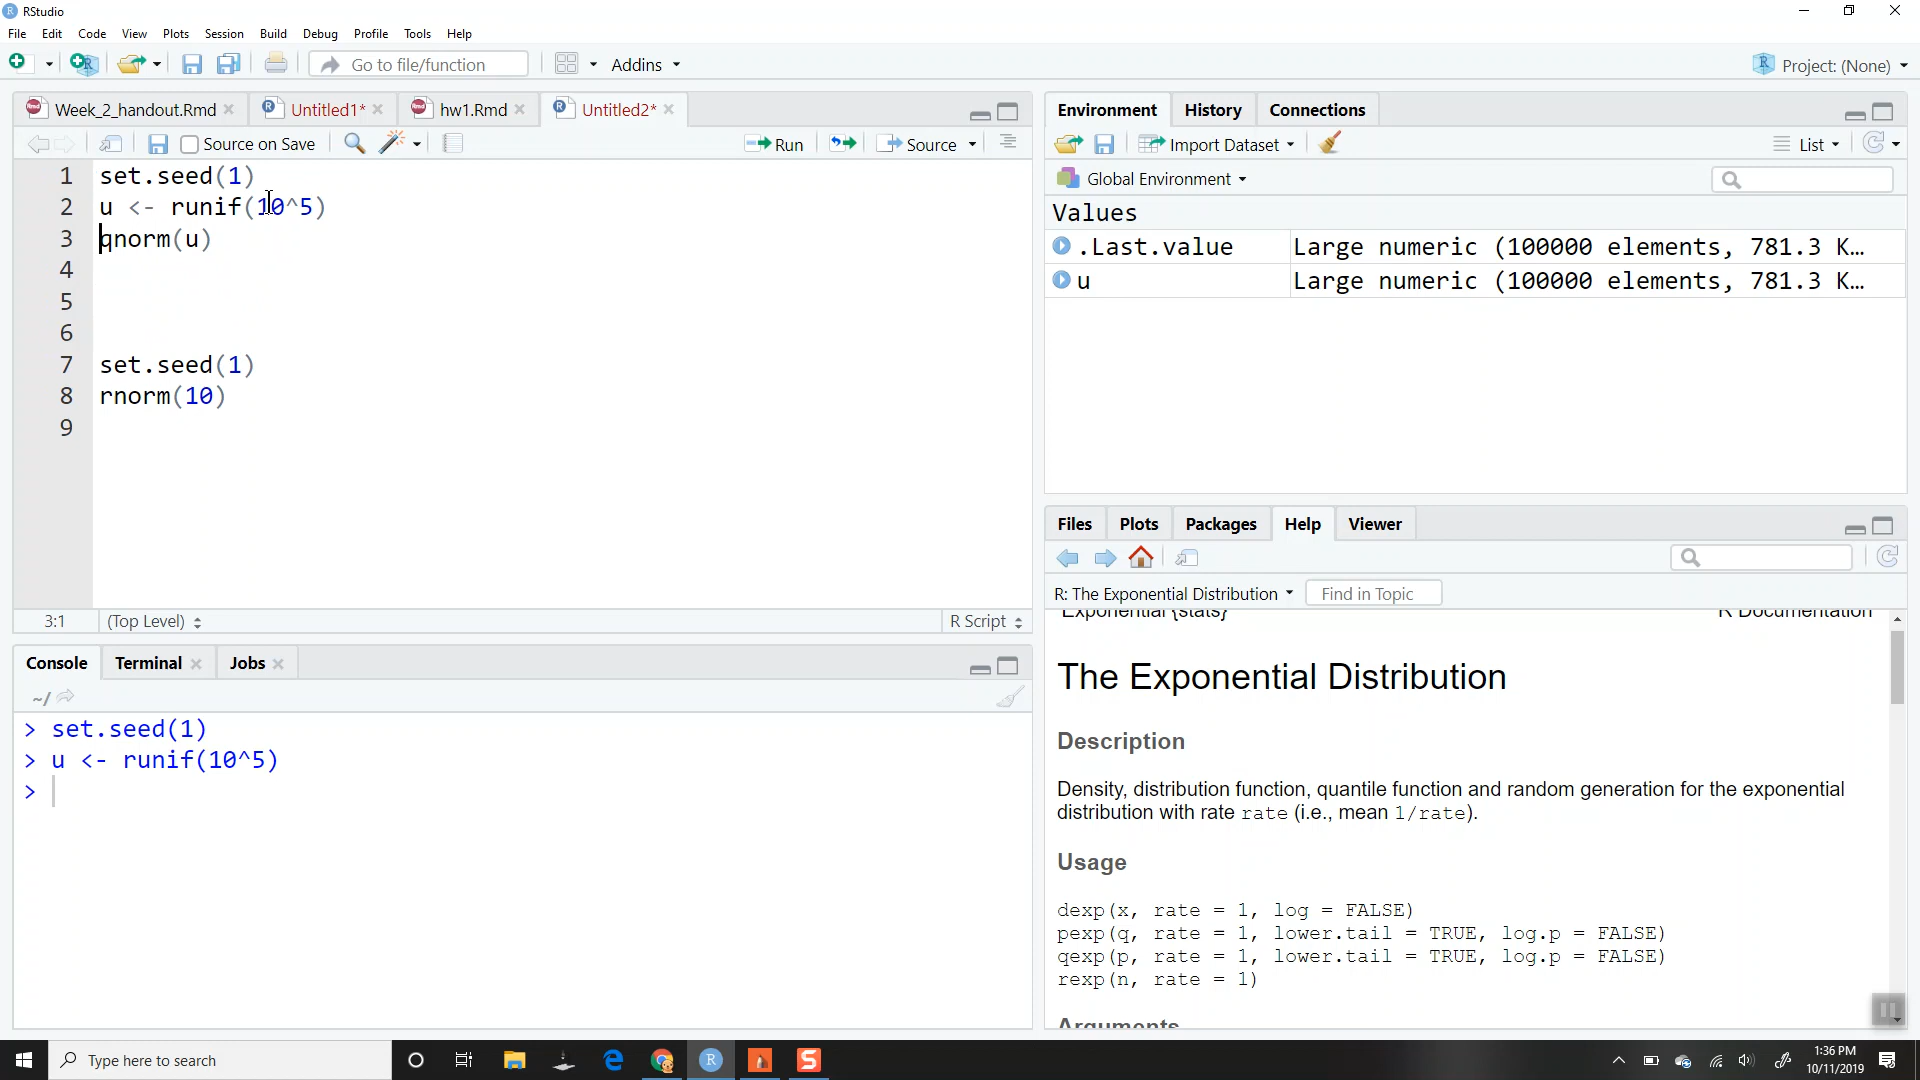 RStudio
File Edit Code View Plots Session Build Debug Profile Tools Help
Go to file/function Addins Project: (None)
Week_2_handout.Rmd Untitled1* hw1.Rmd Untitled2*
Source on Save Run Source
1 set.seed(1)
2 u <- runif(10^5)
3 qnorm(u)
4
5
6
7 set.seed(1)
8 rnorm(10)
9
3:1 (Top Level) R Script
Console Terminal Jobs
~/
> set.seed(1)
> u <- runif(10^5)
>
Environment History Connections
Import Dataset List
Global Environment
Values
.Last.value Large numeric (100000 elements, 781.3 K…
u Large numeric (100000 elements, 781.3 K…
Files Plots Packages Help Viewer
R: The Exponential Distribution Find in Topic
Exponential {stats} R Documentation
The Exponential Distribution
Description
Density, distribution function, quantile function and random generation for the exponential
distribution with rate rate (i.e., mean 1/rate).
Usage
dexp(x, rate = 1, log = FALSE)
pexp(q, rate = 1, lower.tail = TRUE, log.p = FALSE)
qexp(p, rate = 1, lower.tail = TRUE, log.p = FALSE)
rexp(n, rate = 1)
Arguments
Type here to search
1:36 PM
10/11/2019